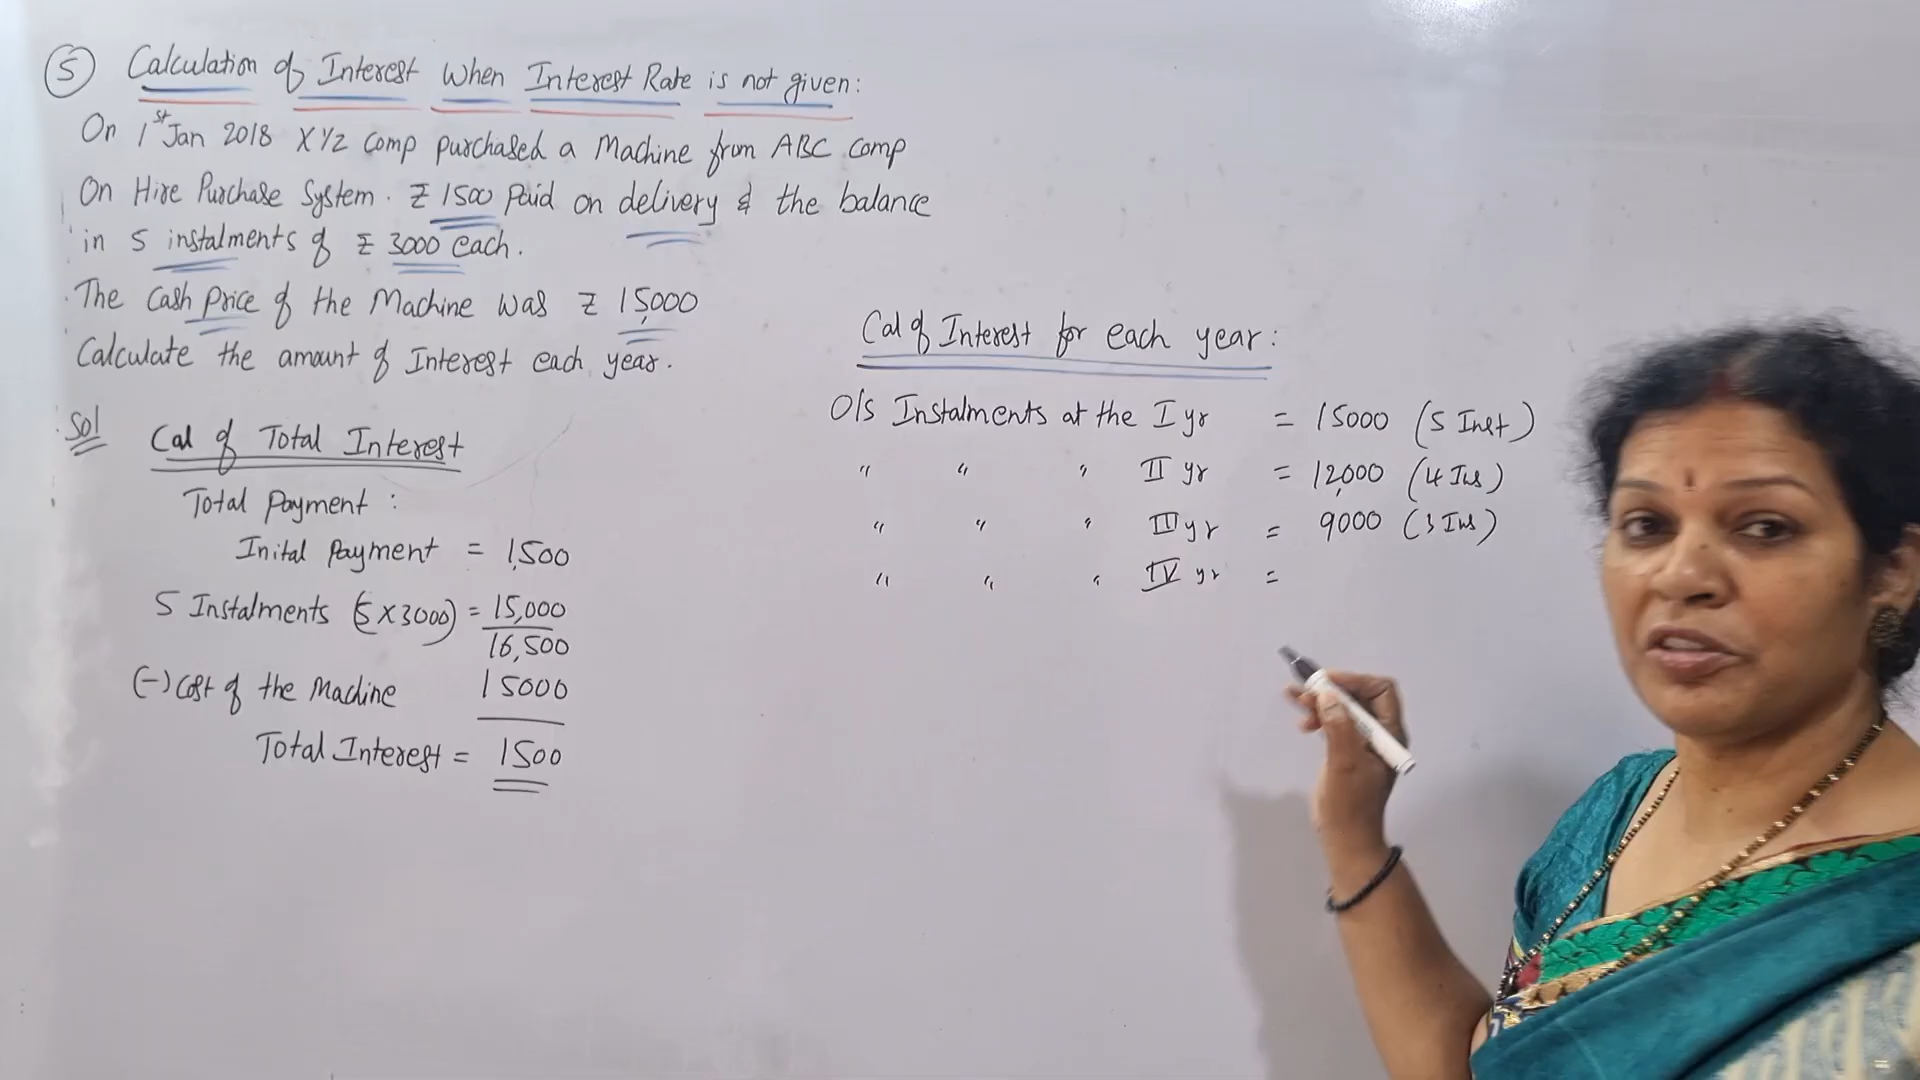 5 Calculation of Interest When Interest Rate is not given:
On 1st Jan 2018 XYZ Comp purchased a Machine from ABC Comp
On Hire Purchase System. ₹ 1500 Paid on delivery & the balance
in 5 instalments of ₹ 3000 each.
The Cash Price of the Machine was ₹ 15,000
Calculate the amount of Interest each year.
Sol
Cal of Total Interest
Total Payment :
Inital Payment = 1,500
5 Instalments (5 X 3000) = 15,000
16,500
(-) Cost of the Machine 15000
Total Interest = 1500
Cal of Interest for each year:
O/s Instalments at the I yr = 15000 (5 Inst)
" " " II yr = 12,000 (4 Ins)
" " " III yr = 9000 (3 Ins)
" " " IV yr =